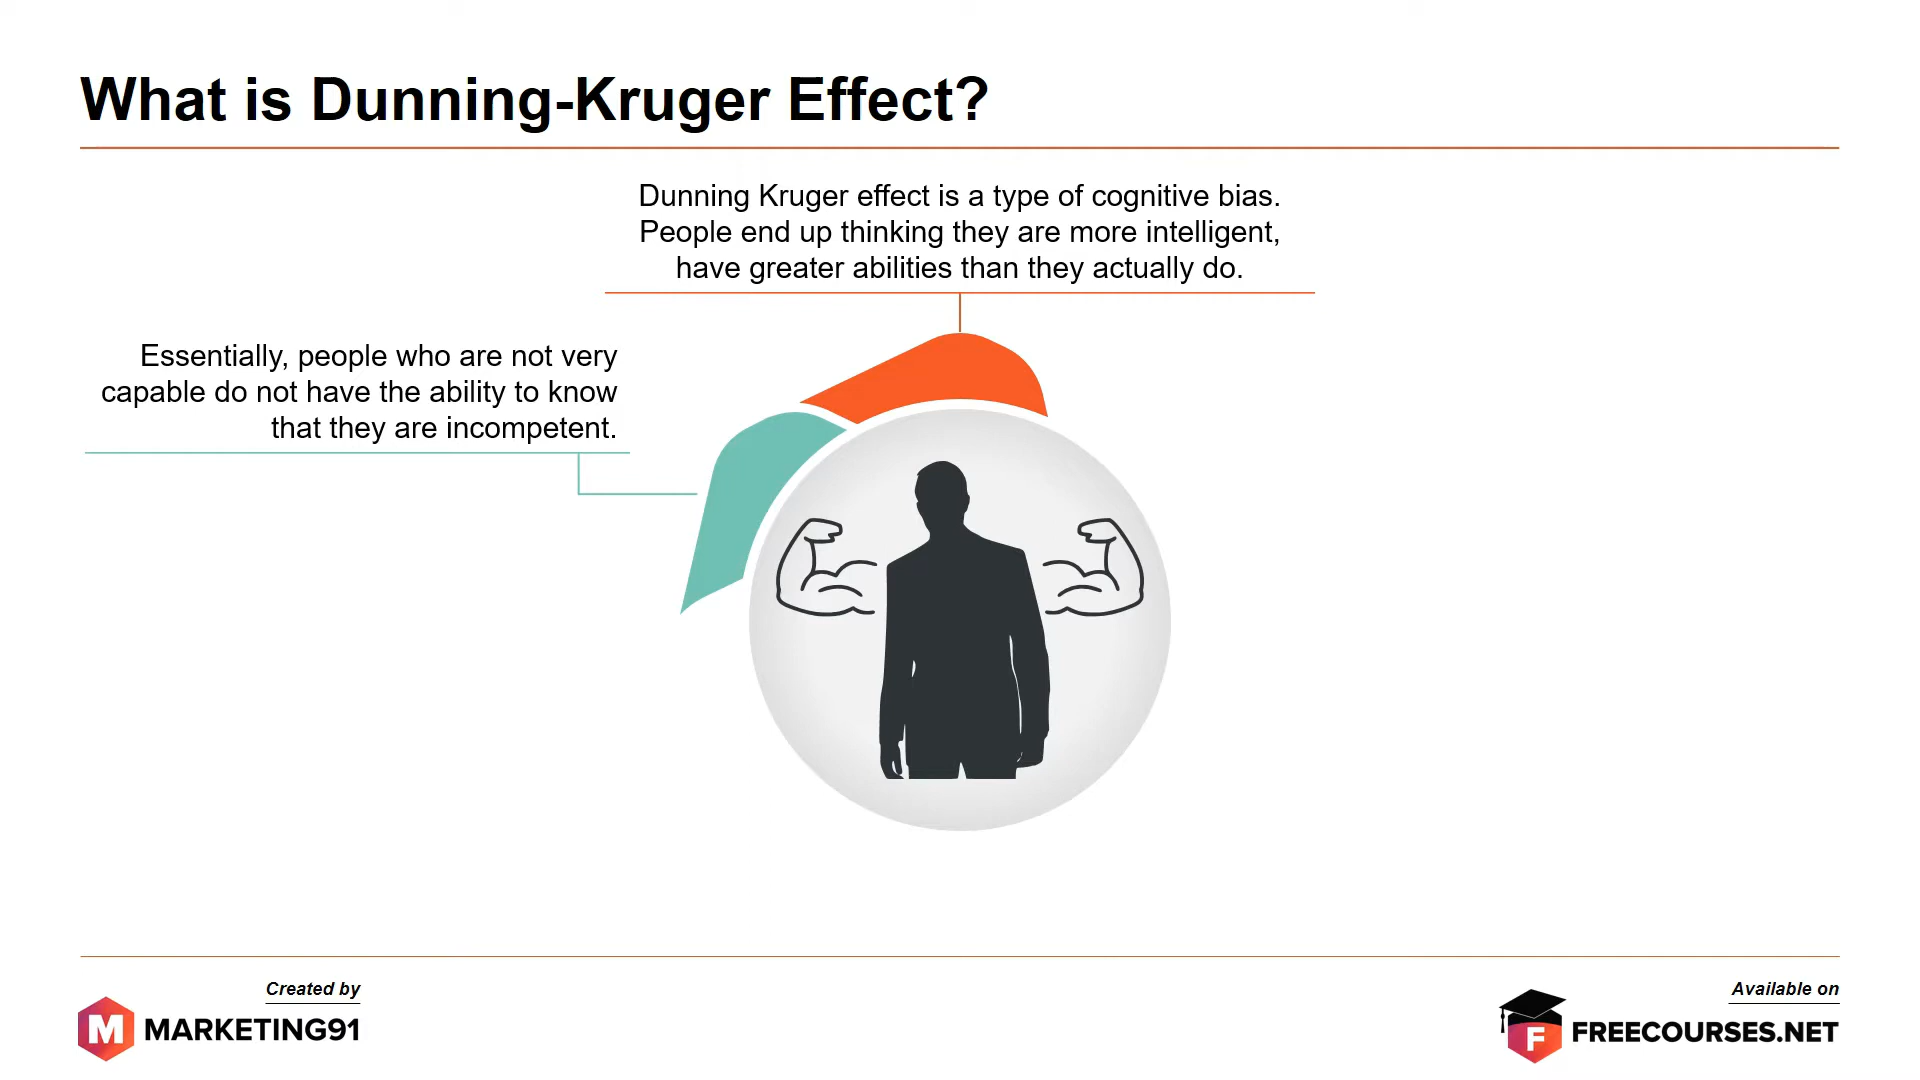 What is Dunning-Kruger Effect?
Dunning Kruger effect is a type of cognitive bias.
People end up thinking they are more intelligent,
have greater abilities than they actually do.
Essentially, people who are not very
capable do not have the ability to know
that they are incompetent.
Created by
M MARKETING91
Available on
F FREECOURSES.NET